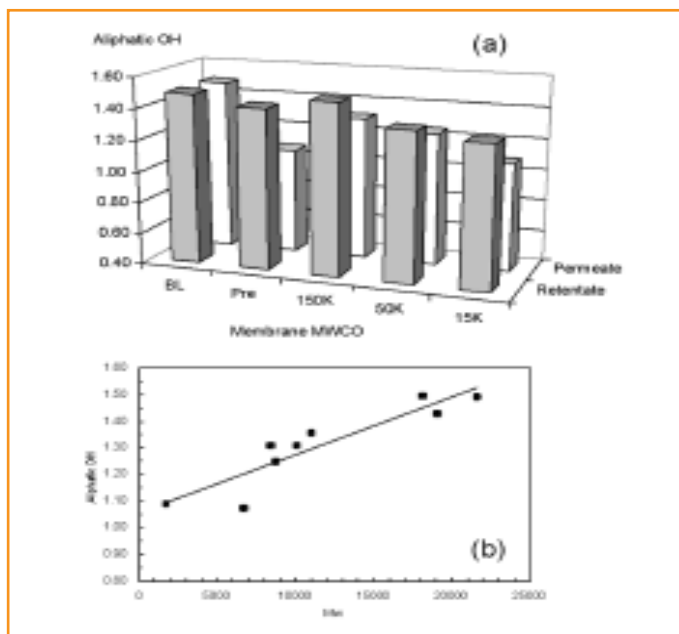 Aliphatic OH
(a)
1.60
1.40
1.20
1.00
0.80
0.60
0.40
BL
Pre
150K
50K
15K
Permeate
Retentate
Membrane MWCO
1.60
1.50
1.40
1.30
1.20
1.10
1.00
0.90
0.80
Aliphatic OH
(b)
0
5000
10000
15000
20000
25000